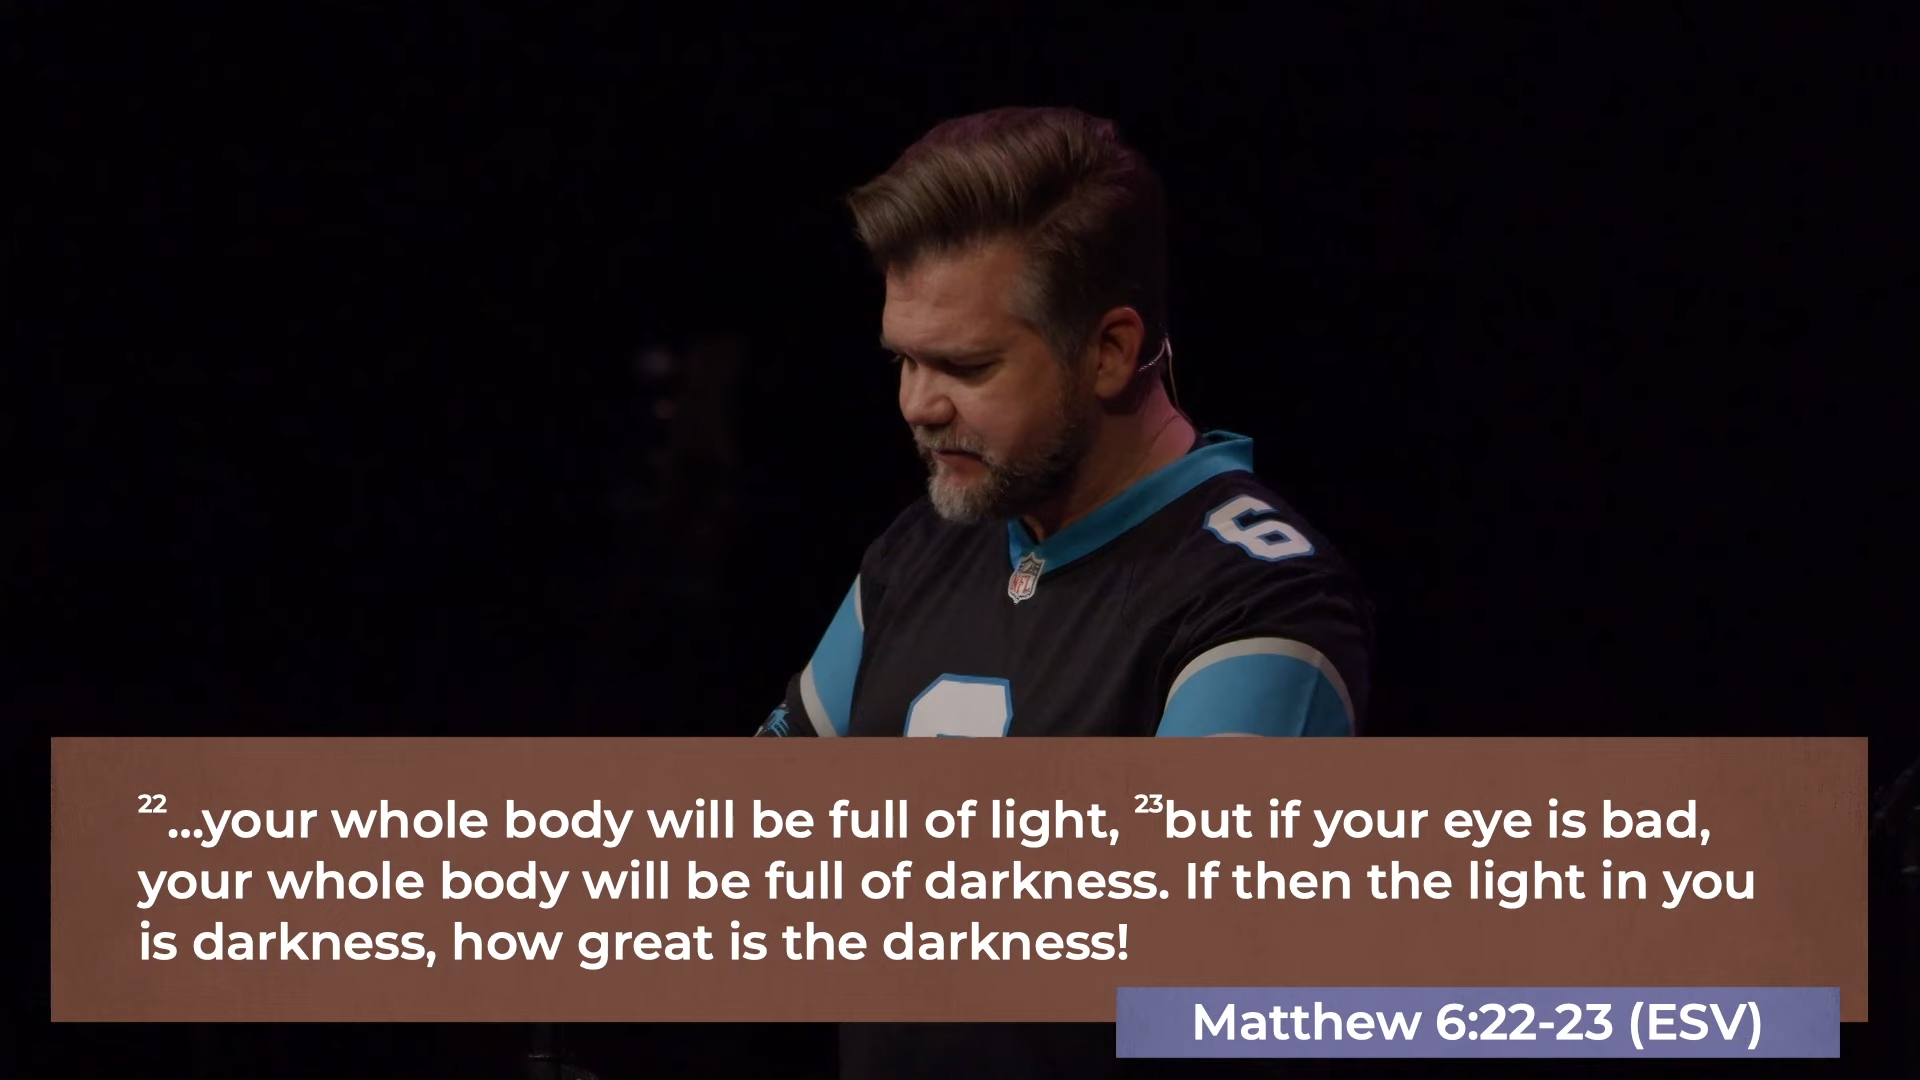 6
NFL
22...your whole body will be full of light, 23but if your eye is bad,
your whole body will be full of darkness. If then the light in you
is darkness, how great is the darkness!
Matthew 6:22-23 (ESV)